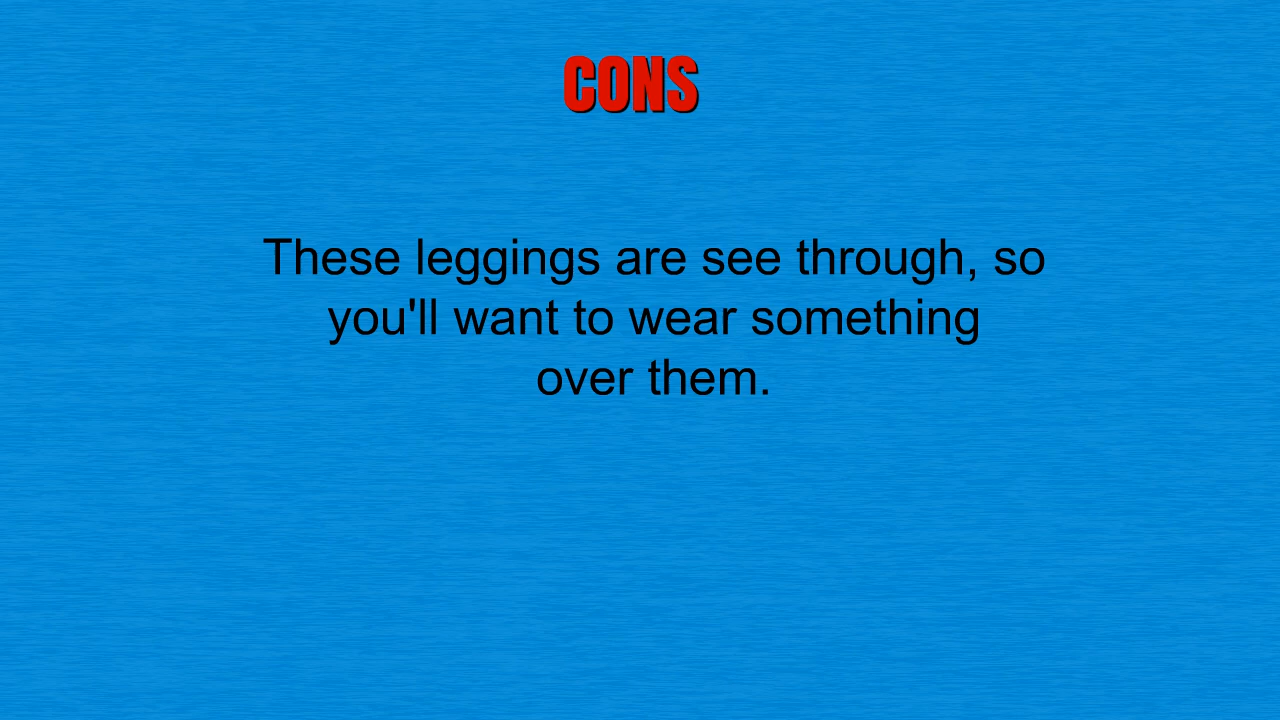 CONS
These leggings are see through, so
you'll want to wear something
over them.